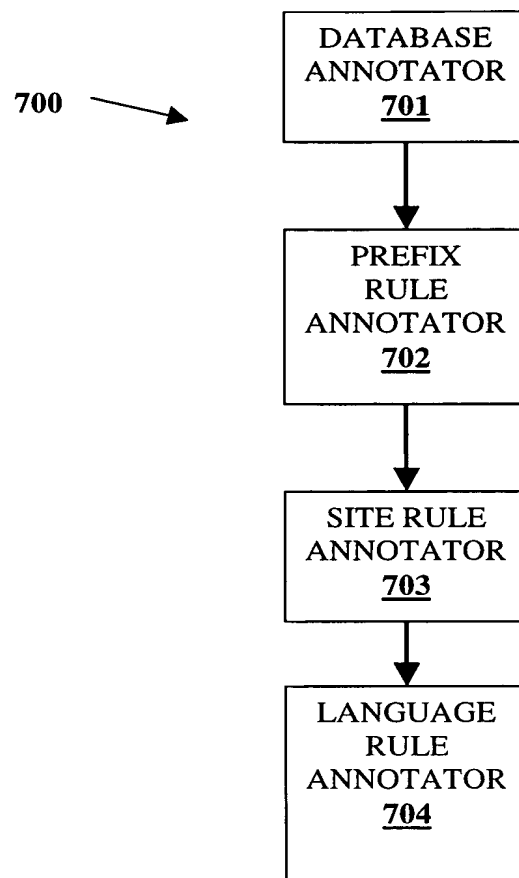 DATABASE
ANNOTATOR
701
700
PREFIX
RULE
ANNOTATOR
702
SITE RULE
ANNOTATOR
703
LANGUAGE
RULE
ANNOTATOR
704